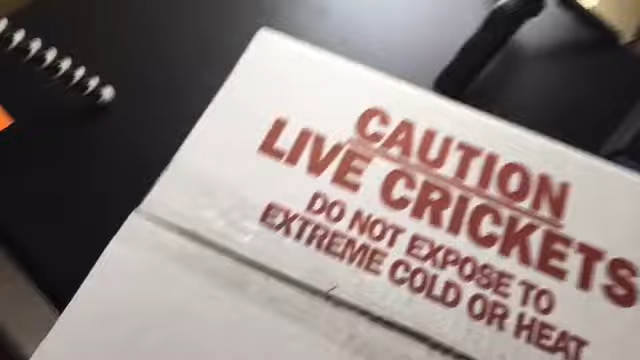 CAUTION
LIVE CRICKETS
DO NOT EXPOSE TO
EXTREME COLD OR HEAT